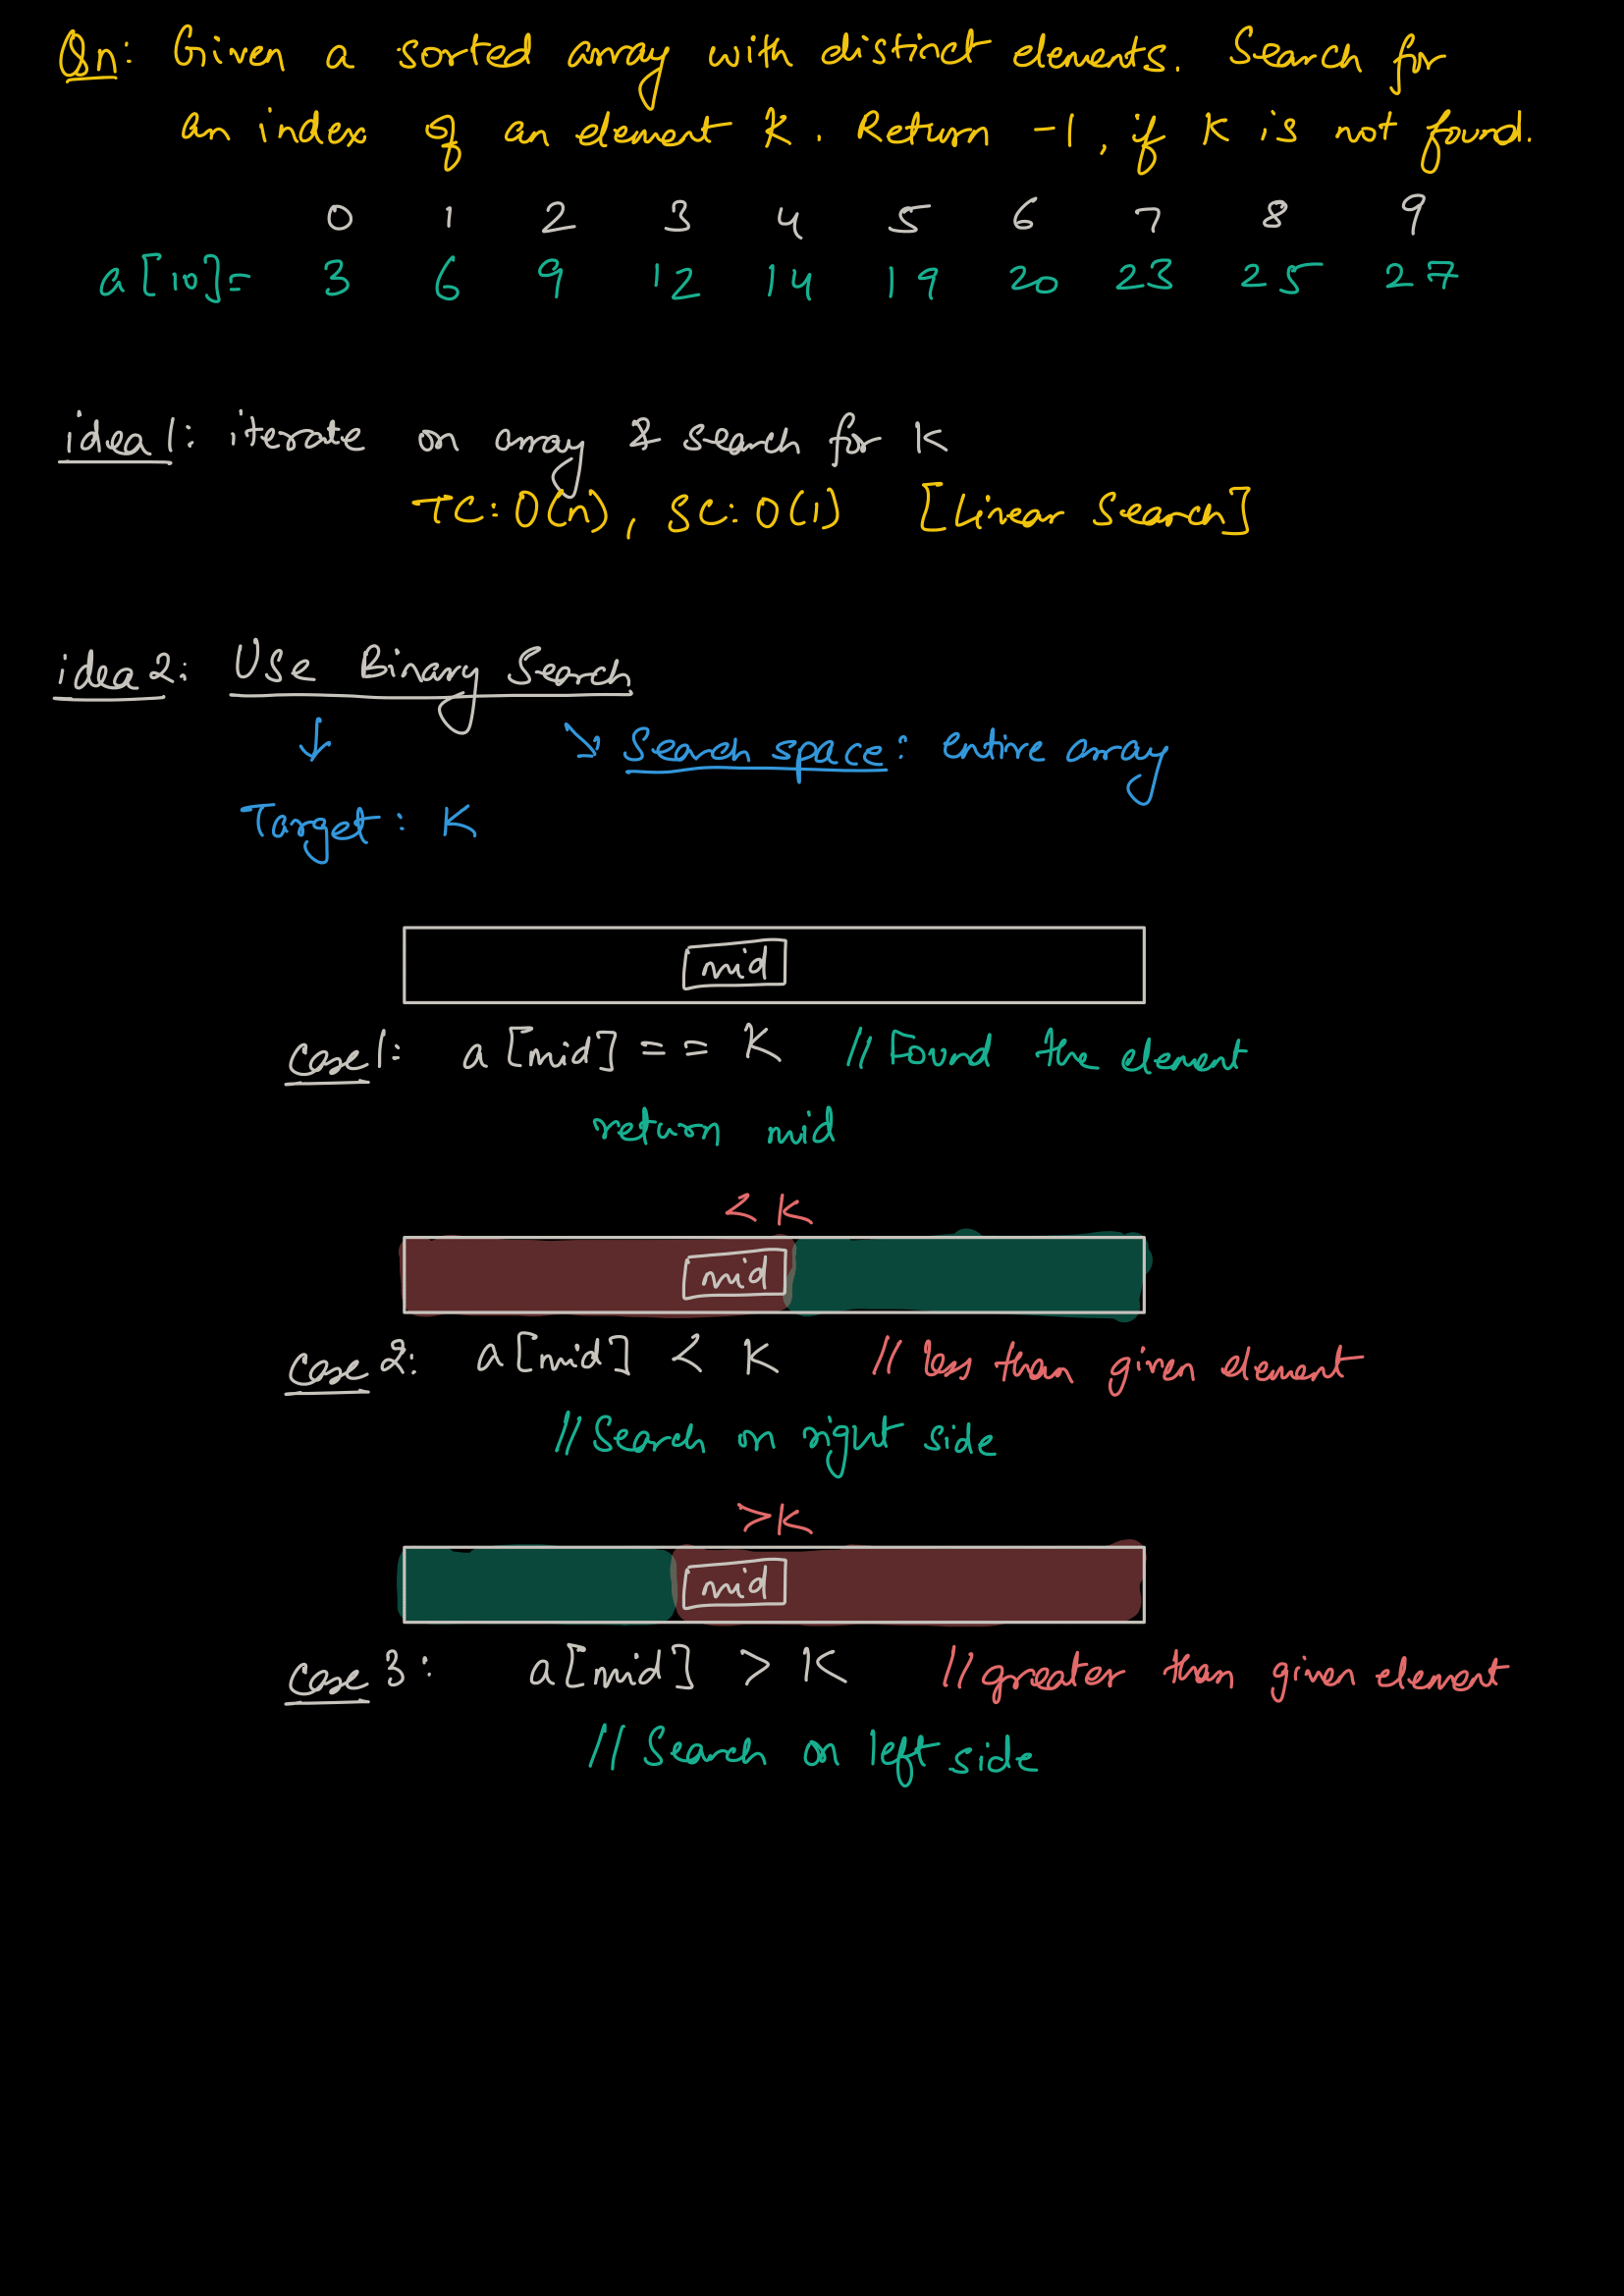 Qn: Given a sorted array with distinct elements. Search for
an index of an element K. Return -1, if K is not found.
0 1 2 3 4 5 6 7 8 9
a[10]= 3 6 9 12 14 19 20 23 25 27
idea 1: iterate on array & search for K
TC: O(n), SC: O(1) [Linear Search]
idea 2: Use Binary Search
↓ ↘ Search space: entire array
Target: K
mid
case 1: a[mid] == K // Found the element
return mid
< K
mid
case 2: a[mid] < K // less than given element
// Search on right side
>K
mid
case 3: a[mid] > K // greater than given element
// Search on left side